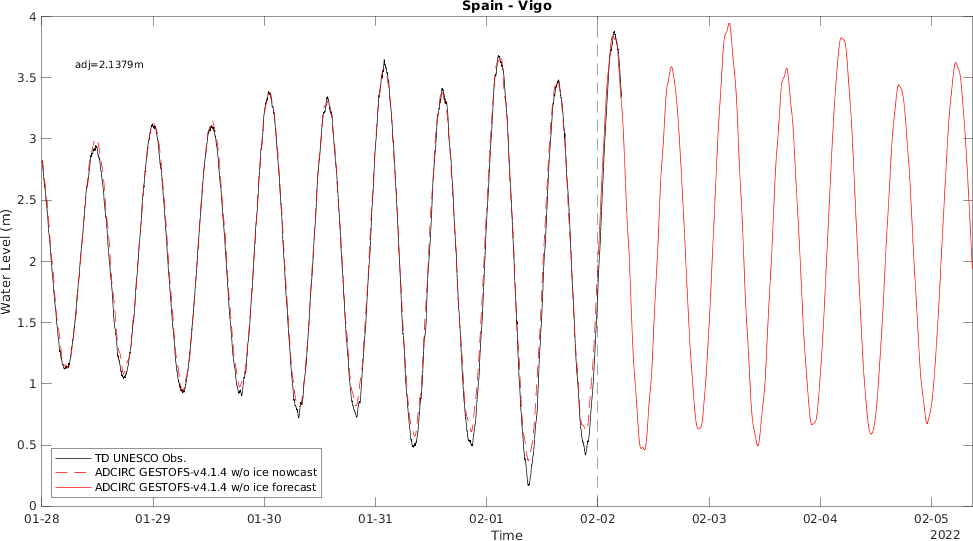 Spain - Vigo
adj=2.1379m
Water Level (m)
4
3.5
3
2.5
2
1.5
1
0.5
0
TD UNESCO Obs.
ADCIRC GESTOFS-v4.1.4 w/o ice nowcast
ADCIRC GESTOFS-v4.1.4 w/o ice forecast
01-28 01-29 01-30 01-31 02-01 02-02 02-03 02-04 02-05
Time
2022